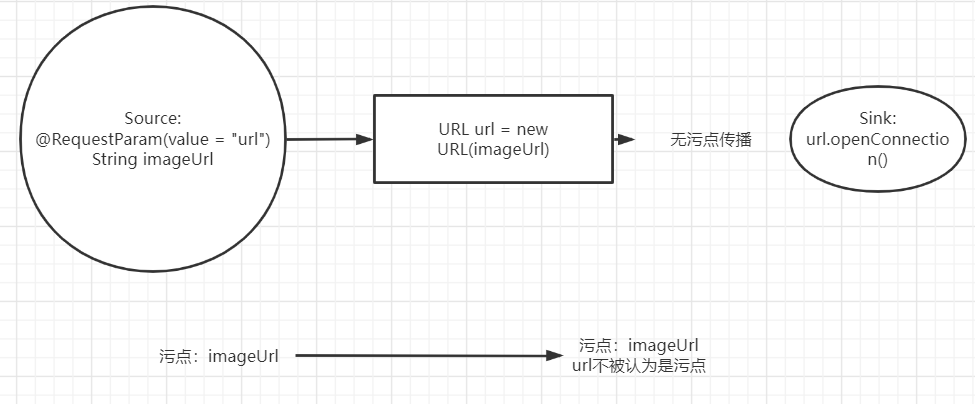 Source:
@RequestParam(value = "url")
String imageUrl
URL url = new
URL(imageUrl)
无污点传播
Sink:
url.openConnectio
n()
污点：imageUrl
污点：imageUrl
url不被认为是污点